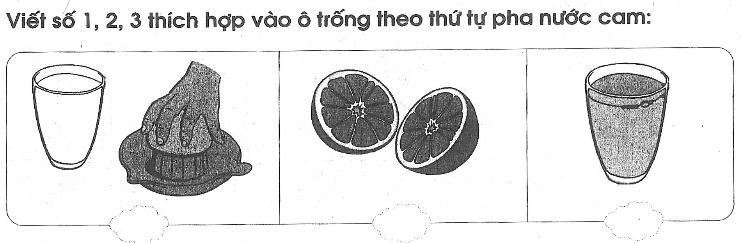 Viết số 1, 2, 3 thích hợp vào ô trống theo thứ tự pha nước cam: